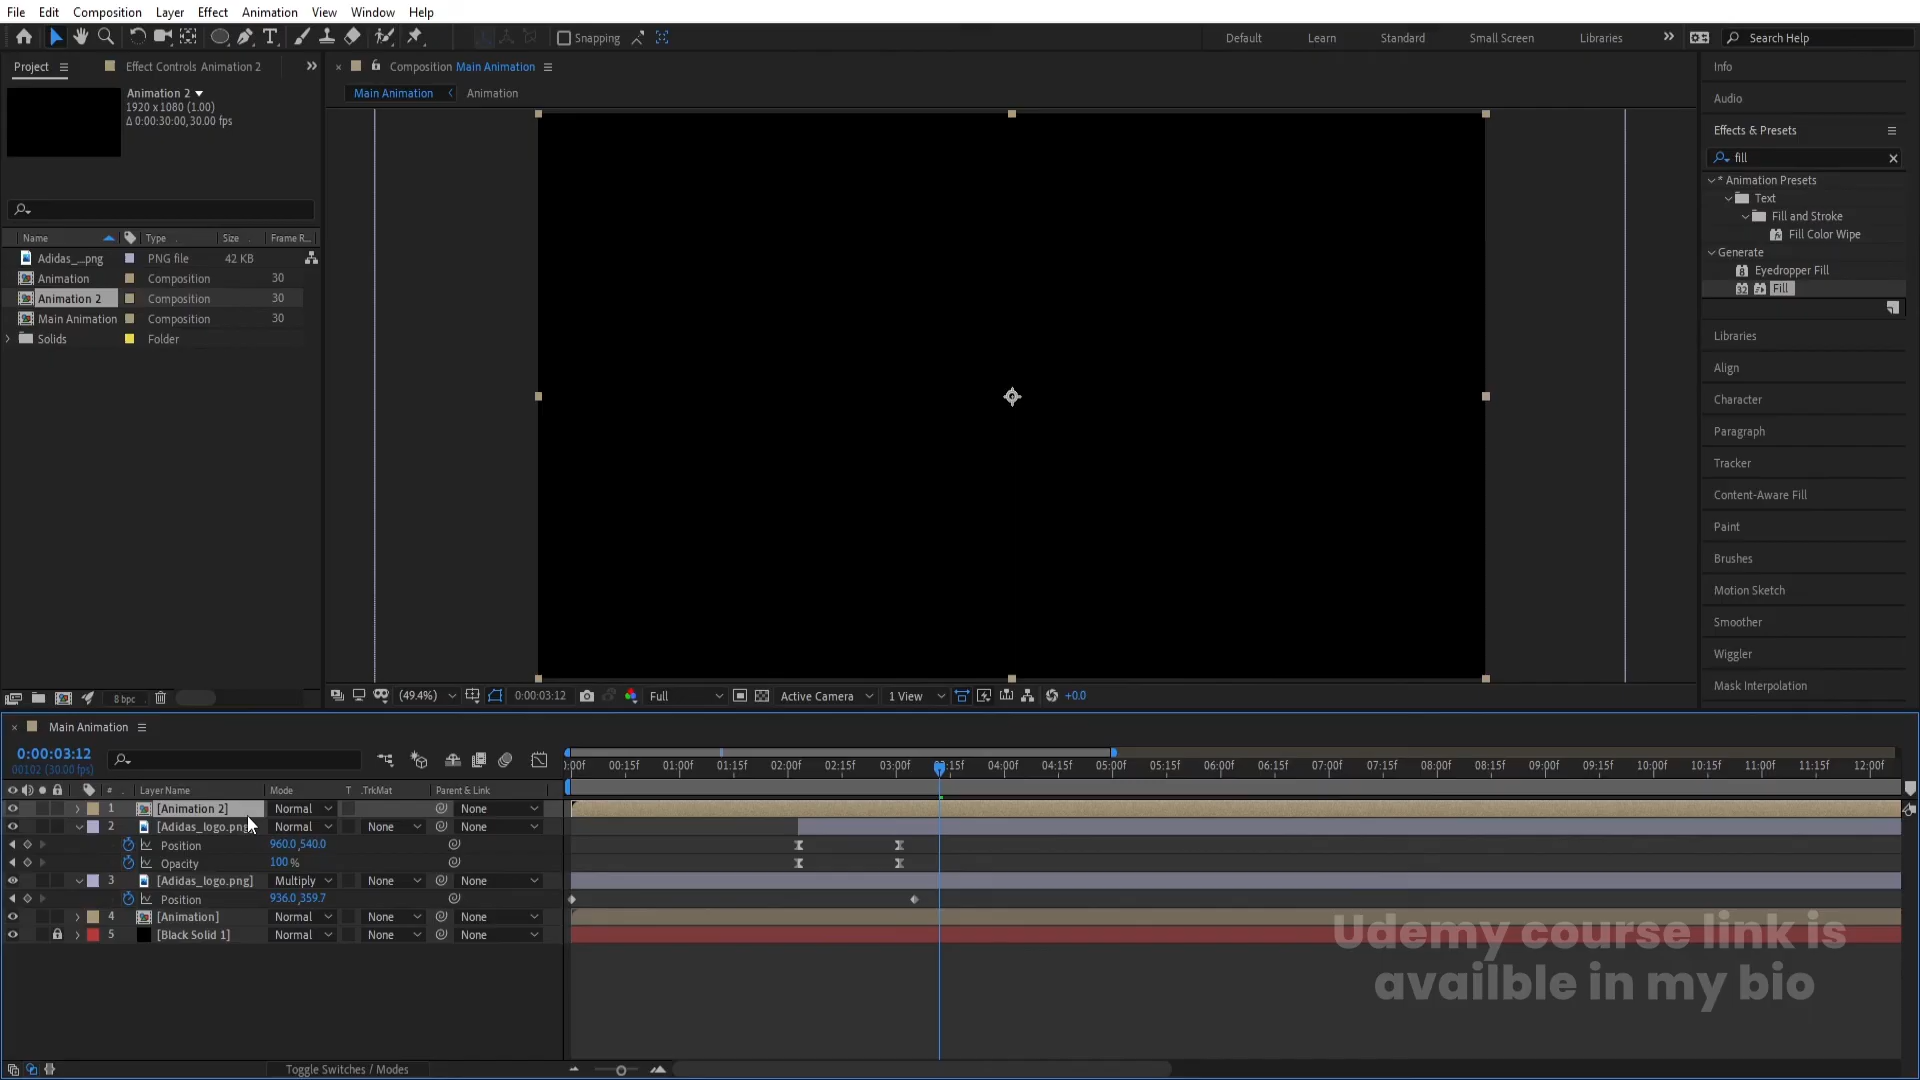 File Edit Composition Layer Effect Animation View Window Help
Snapping
Default Learn Standard Small Screen Libraries
Search Help
Project
Effect Controls Animation 2
Composition Main Animation
Main Animation Animation
Animation 2
1920 x 1080 (1.00)
Δ 0:00:30:00, 30.00 fps
Name Type Size Frame R...
Adidas_...png PNG file 42 KB
Animation Composition 30
Animation 2 Composition 30
Main Animation Composition 30
Solids Folder
8 bpc
(49.4%) 0:00:03:12 Full Active Camera 1 View +0.0
Info
Audio
Effects & Presets
fill
* Animation Presets
Text
Fill and Stroke
Fill Color Wipe
Generate
Eyedropper Fill
Fill
Libraries
Align
Character
Paragraph
Tracker
Content-Aware Fill
Paint
Brushes
Motion Sketch
Smoother
Wiggler
Mask Interpolation
Main Animation
0:00:03:12
00102 (30.00 fps)
# Layer Name Mode T .TrkMat Parent & Link
):00f 00:15f 01:00f 01:15f 02:00f 02:15f 03:00f 03:15f 04:00f 04:15f 05:00f 05:15f 06:00f 06:15f 07:00f 07:15f 08:00f 08:15f 09:00f 09:15f 10:00f 10:15f 11:00f 11:15f 12:00f
1 [Animation 2] Normal None
2 [Adidas_logo.png] Normal None None
Position 960.0,540.0
Opacity 100 %
3 [Adidas_logo.png] Multiply None None
Position 936.0,359.7
4 [Animation] Normal None None
5 [Black Solid 1] Normal None None
Udemy course link is
availble in my bio
Toggle Switches / Modes